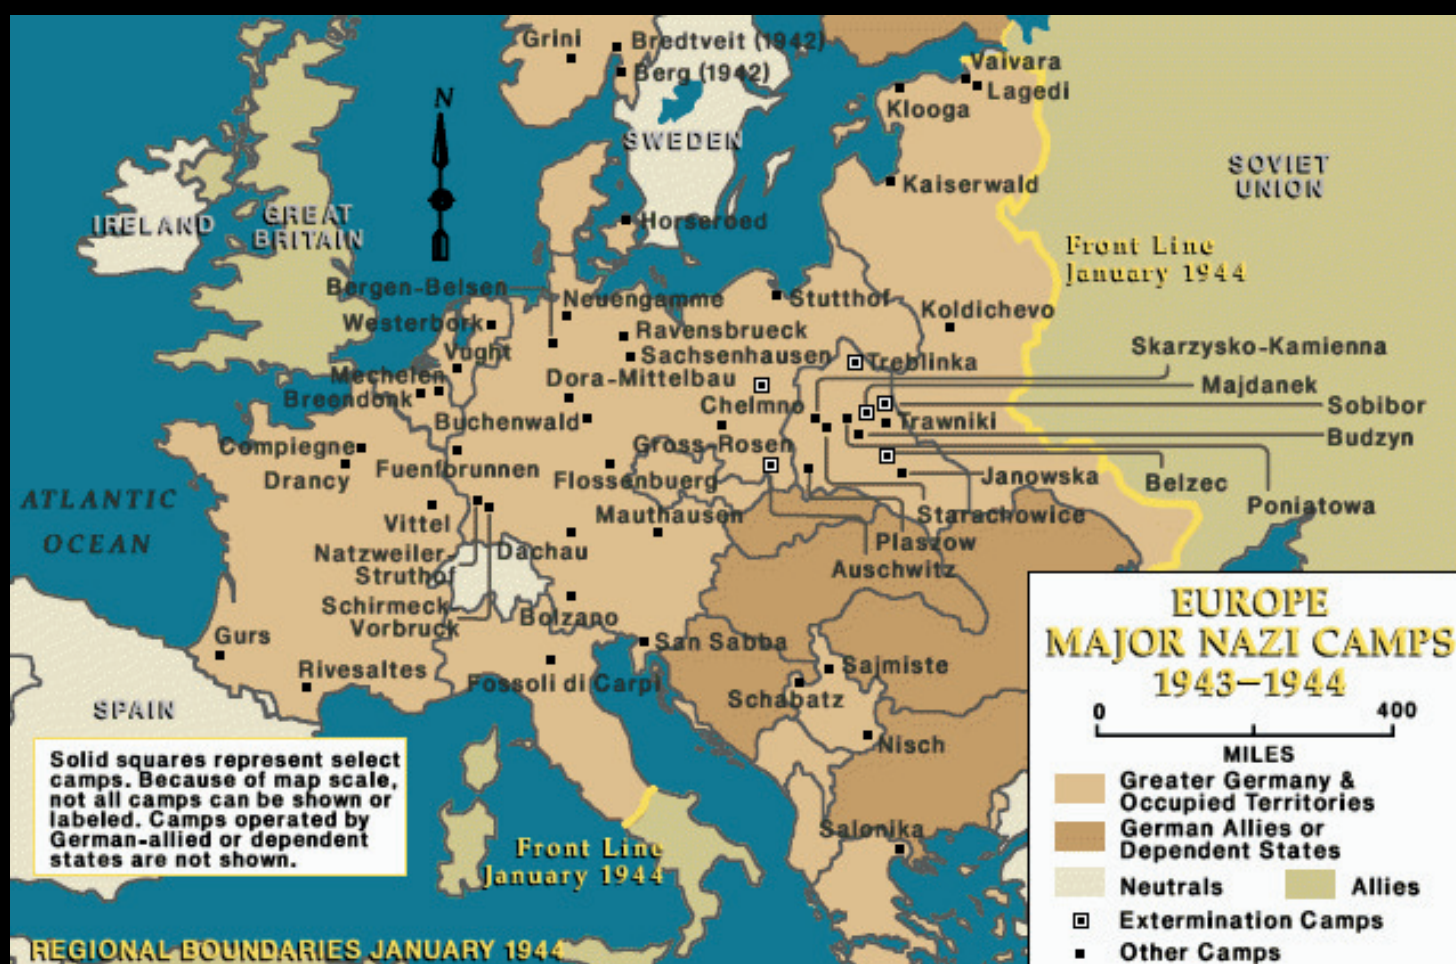 Grini
Bredtveit (1942)
Berg (1942)
Vaivara
Lagedi
Klooga
N
SWEDEN
SOVIET
UNION
Kaiserwald
IRELAND
GREAT
BRITAIN
Horseroed
Front Line
January 1944
Bergen-Belsen
Neuengamme
Stutthof
Koldichevo
Westerbork
Ravensbrueck
Skarzysko-Kamienna
Vught
Sachsenhausen
Treblinka
Mechelen
Dora-Mittelbau
Majdanek
Breendonk
Chelmno
Sobibor
Buchenwald
Trawniki
Budzyn
Compiegne
Gross-Rosen
Fuenfbrunnen
Drancy
Flossenbuerg
Janowska
Belzec
ATLANTIC
OCEAN
Poniatowa
Vittel
Mauthausen
Starachowice
Natzweiler-
Struthof
Dachau
Plaszow
Auschwitz
Schirmeck-
Vorbruck
Bolzano
EUROPE
MAJOR NAZI CAMPS
1943–1944
Gurs
San Sabba
Sajmiste
Rivesaltes
Fossoli di Carpi
Schabatz
SPAIN
0
400
MILES
Nisch
Solid squares represent select
camps. Because of map scale,
not all camps can be shown or
labeled. Camps operated by
German-allied or dependent
states are not shown.
Greater Germany &
Occupied Territories
Salonika
German Allies or
Dependent States
Front Line
January 1944
Neutrals
Allies
Extermination Camps
Other Camps
REGIONAL BOUNDARIES JANUARY 1944